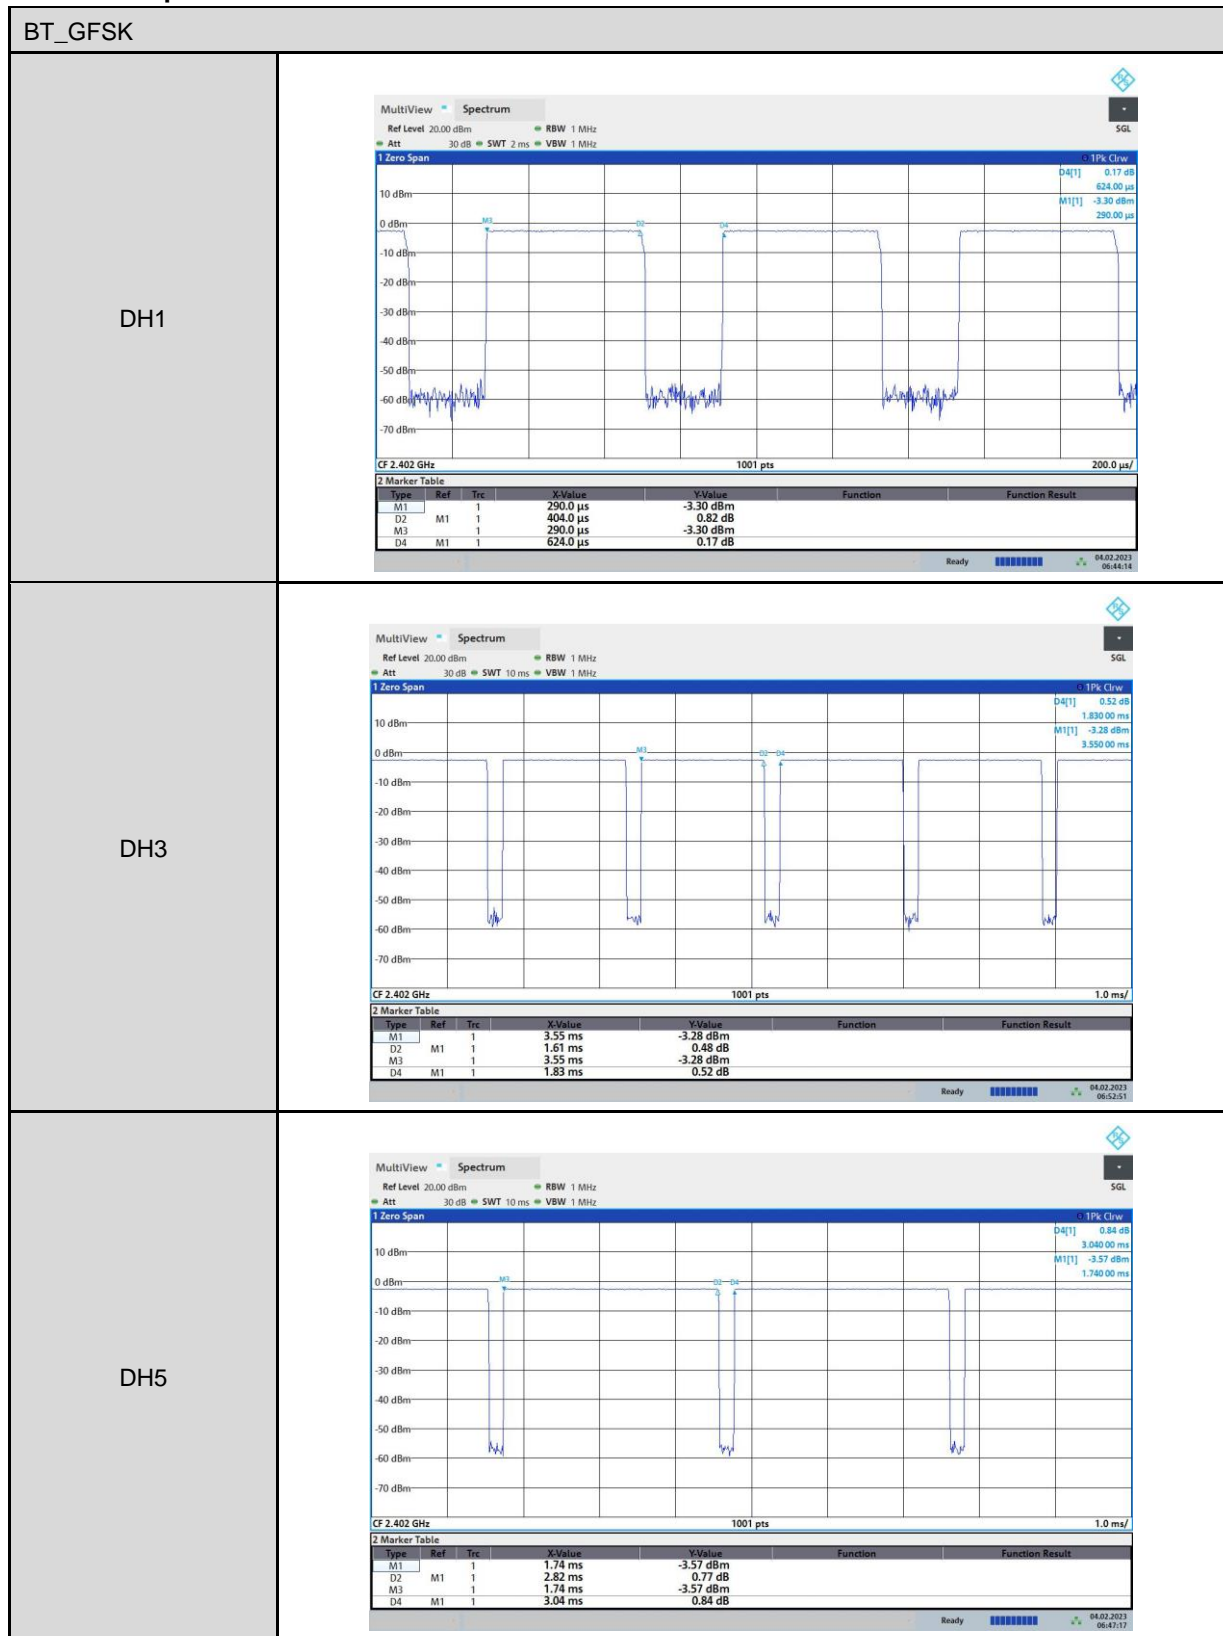 BT_GFSK
DH1
MultiView Spectrum
Ref Level 20.00 dBm RBW 1 MHz SGL
Att 30 dB SWT 2 ms VBW 1 MHz
1 Zero Span 1Pk Clrw
D4[1] 0.17 dB
624.00 µs
M1[1] -3.30 dBm
290.00 µs
10 dBm
0 dBm
M3 D2 D4
-10 dBm
-20 dBm
-30 dBm
-40 dBm
-50 dBm
-60 dBm
-70 dBm
CF 2.402 GHz 1001 pts 200.0 µs/
2 Marker Table
Type Ref Trc X-Value Y-Value Function Function Result
M1 1 290.0 µs -3.30 dBm
D2 M1 1 404.0 µs 0.82 dB
M3 1 290.0 µs -3.30 dBm
D4 M1 1 624.0 µs 0.17 dB
Ready 04.02.2023
06:44:14
DH3
MultiView Spectrum
Ref Level 20.00 dBm RBW 1 MHz SGL
Att 30 dB SWT 10 ms VBW 1 MHz
1 Zero Span 1Pk Clrw
D4[1] 0.52 dB
1.830 00 ms
M1[1] -3.28 dBm
3.550 00 ms
10 dBm
0 dBm
M3 D2 D4
-10 dBm
-20 dBm
-30 dBm
-40 dBm
-50 dBm
-60 dBm
-70 dBm
CF 2.402 GHz 1001 pts 1.0 ms/
2 Marker Table
Type Ref Trc X-Value Y-Value Function Function Result
M1 1 3.55 ms -3.28 dBm
D2 M1 1 1.61 ms 0.48 dB
M3 1 3.55 ms -3.28 dBm
D4 M1 1 1.83 ms 0.52 dB
Ready 04.02.2023
06:52:51
DH5
MultiView Spectrum
Ref Level 20.00 dBm RBW 1 MHz SGL
Att 30 dB SWT 10 ms VBW 1 MHz
1 Zero Span 1Pk Clrw
D4[1] 0.84 dB
3.040 00 ms
M1[1] -3.57 dBm
1.740 00 ms
10 dBm
0 dBm
M3 D2 D4
-10 dBm
-20 dBm
-30 dBm
-40 dBm
-50 dBm
-60 dBm
-70 dBm
CF 2.402 GHz 1001 pts 1.0 ms/
2 Marker Table
Type Ref Trc X-Value Y-Value Function Function Result
M1 1 1.74 ms -3.57 dBm
D2 M1 1 2.82 ms 0.77 dB
M3 1 1.74 ms -3.57 dBm
D4 M1 1 3.04 ms 0.84 dB
Ready 04.02.2023
06:47:17